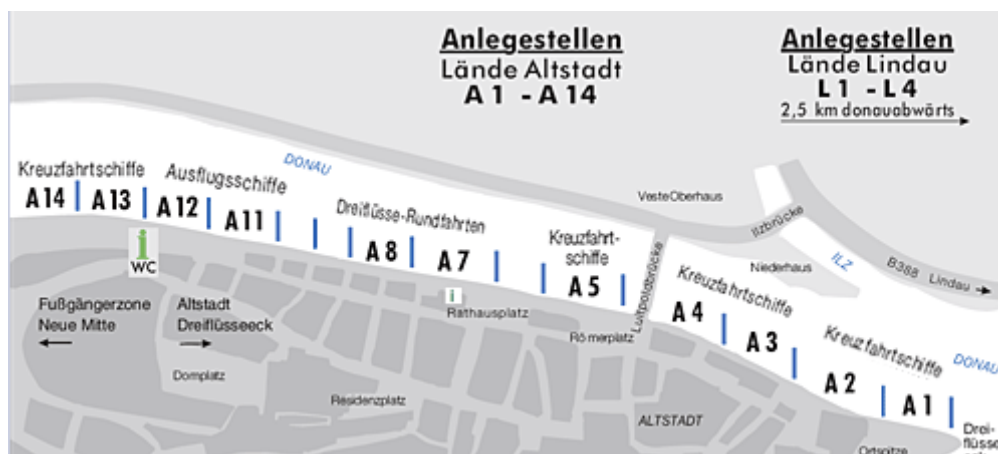 Anlegestellen
Lände Altstadt
A 1 - A 14
Anlegestellen
Lände Lindau
L 1 - L 4
2,5 km donauabwärts
Kreuzfahrtschiffe
A 14
A 13
Ausflugsschiffe
A 12
A 11
DONAU
Dreiflüsse-Rundfahrten
A 8
A 7
Kreuzfahrt-
schiffe
A 5
Veste Oberhaus
Luitpoldbrücke
Ilzbrücke
Niederhaus
ILZ
B388 Lindau
Kreuzfahrtschiffe
A 4
A 3
Kreuzfahrtschiffe
A 2
A 1
DONAU
i
WC
Fußgängerzone
Neue Mitte
Altstadt
Dreiflüsseeck
Domplatz
i
Rathausplatz
Römerplatz
Residenzplatz
ALTSTADT
Ortspitze
Drei-
flüsse